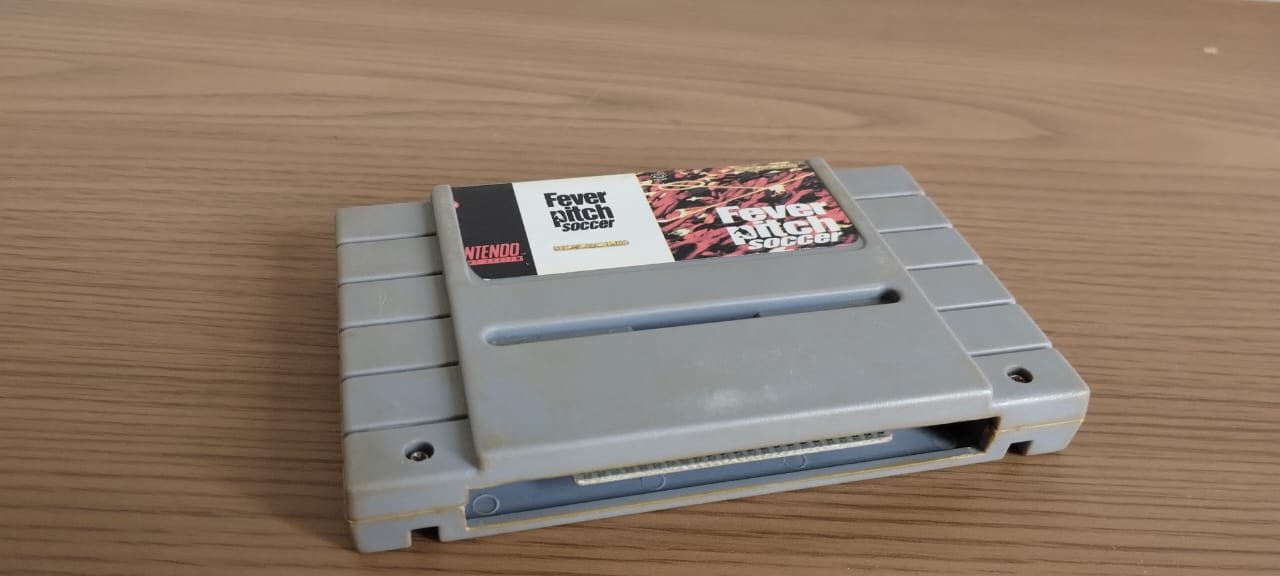 NTENDO
Fever
pitch
soccer
Fever
pitch
soccer